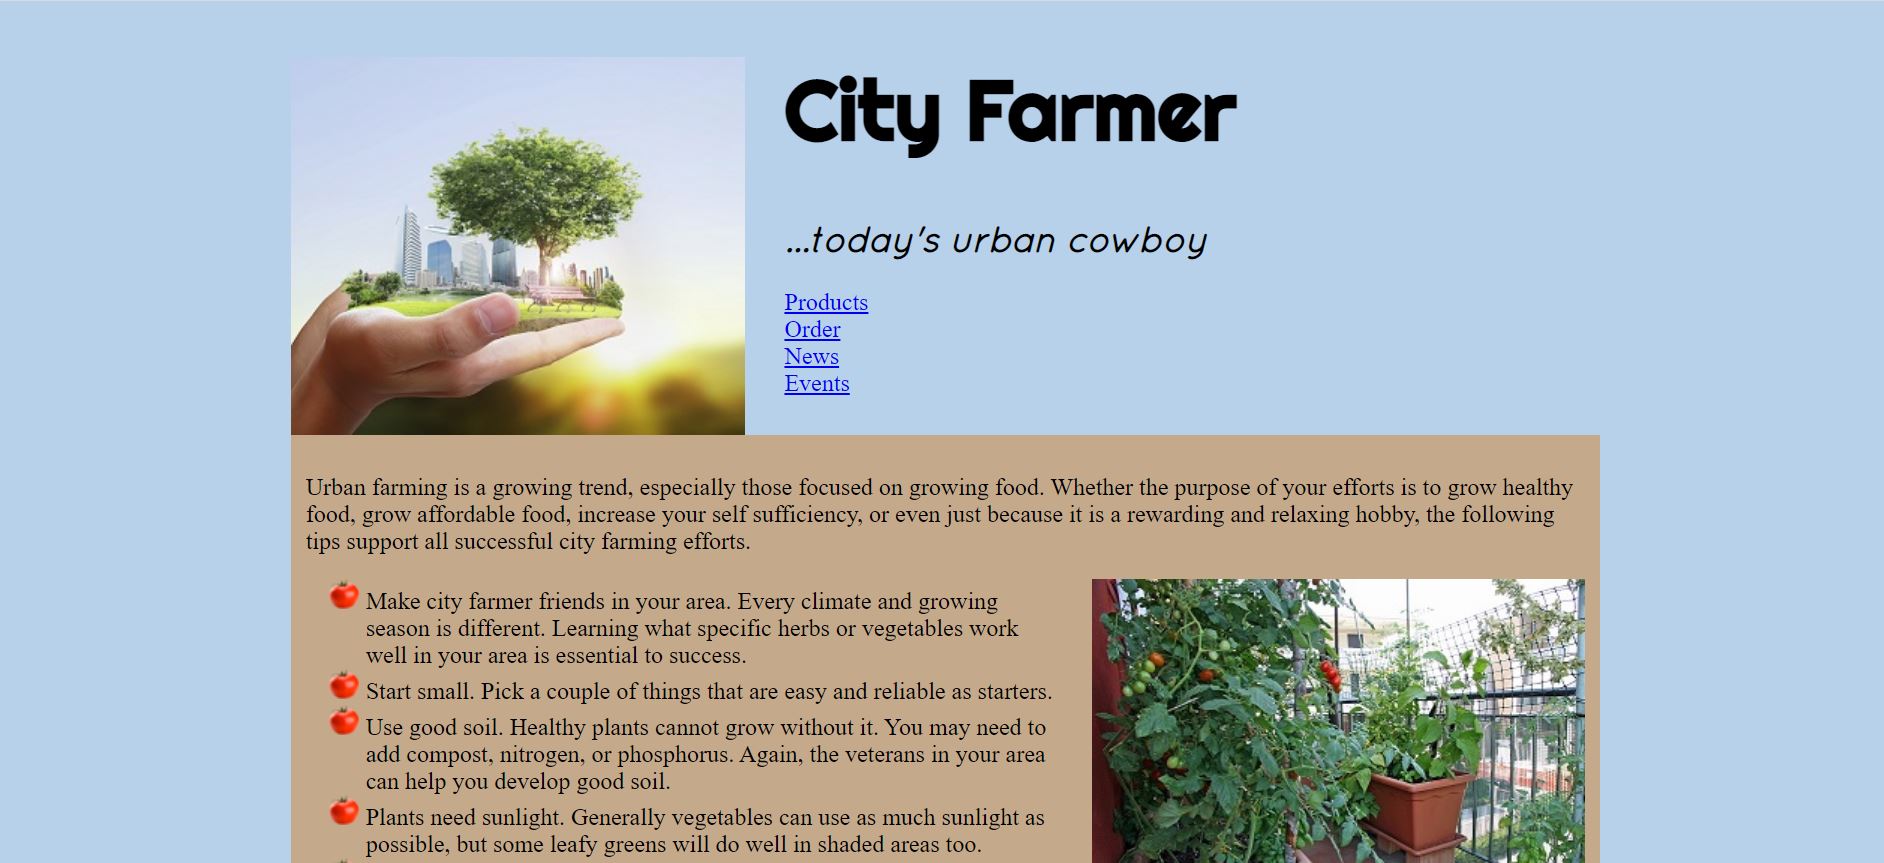 City Farmer
...today's urban cowboy
Products
Order
News
Events
Urban farming is a growing trend, especially those focused on growing food. Whether the purpose of your efforts is to grow healthy
food, grow affordable food, increase your self sufficiency, or even just because it is a rewarding and relaxing hobby, the following
tips support all successful city farming efforts.
Make city farmer friends in your area. Every climate and growing
season is different. Learning what specific herbs or vegetables work
well in your area is essential to success.
Start small. Pick a couple of things that are easy and reliable as starters.
Use good soil. Healthy plants cannot grow without it. You may need to
add compost, nitrogen, or phosphorus. Again, the veterans in your area
can help you develop good soil.
Plants need sunlight. Generally vegetables can use as much sunlight as
possible, but some leafy greens will do well in shaded areas too.